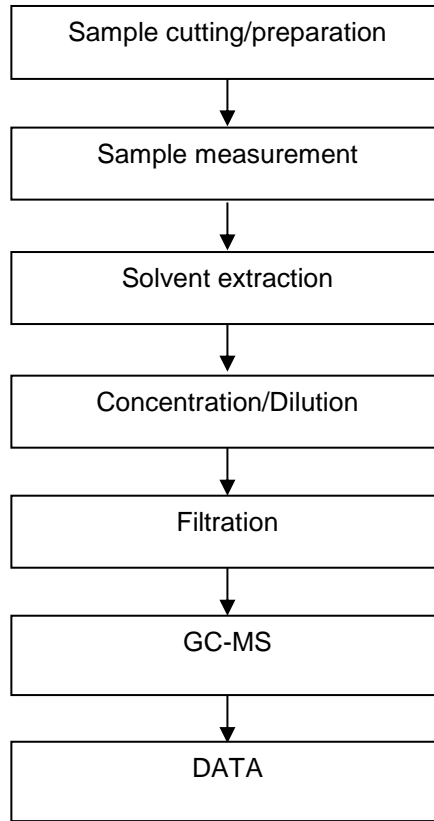 Sample cutting/preparation
Sample measurement
Solvent extraction
Concentration/Dilution
Filtration
GC-MS
DATA